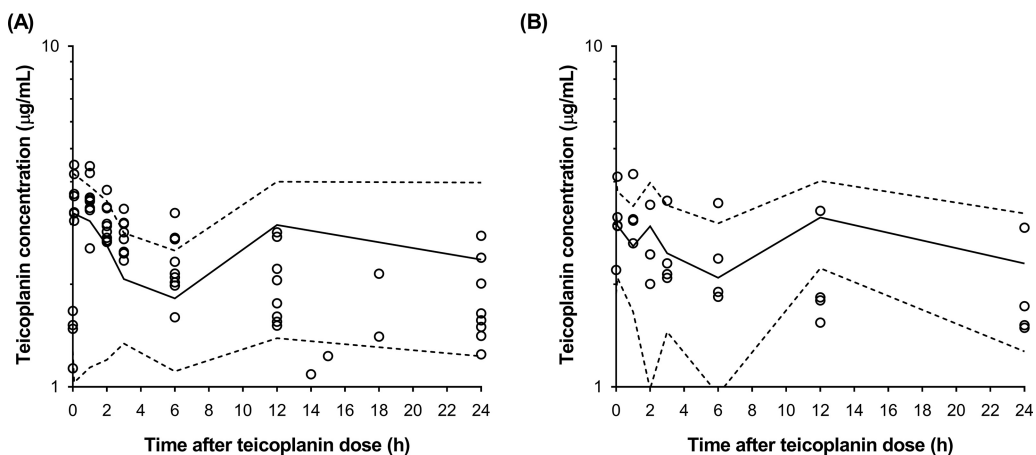 (A)
(B)
Teicoplanin concentration (μg/mL)
10
1
0 2 4 6 8 10 12 14 16 18 20 22 24
Time after teicoplanin dose (h)
Teicoplanin concentration (μg/mL)
10
1
0 2 4 6 8 10 12 14 16 18 20 22 24
Time after teicoplanin dose (h)